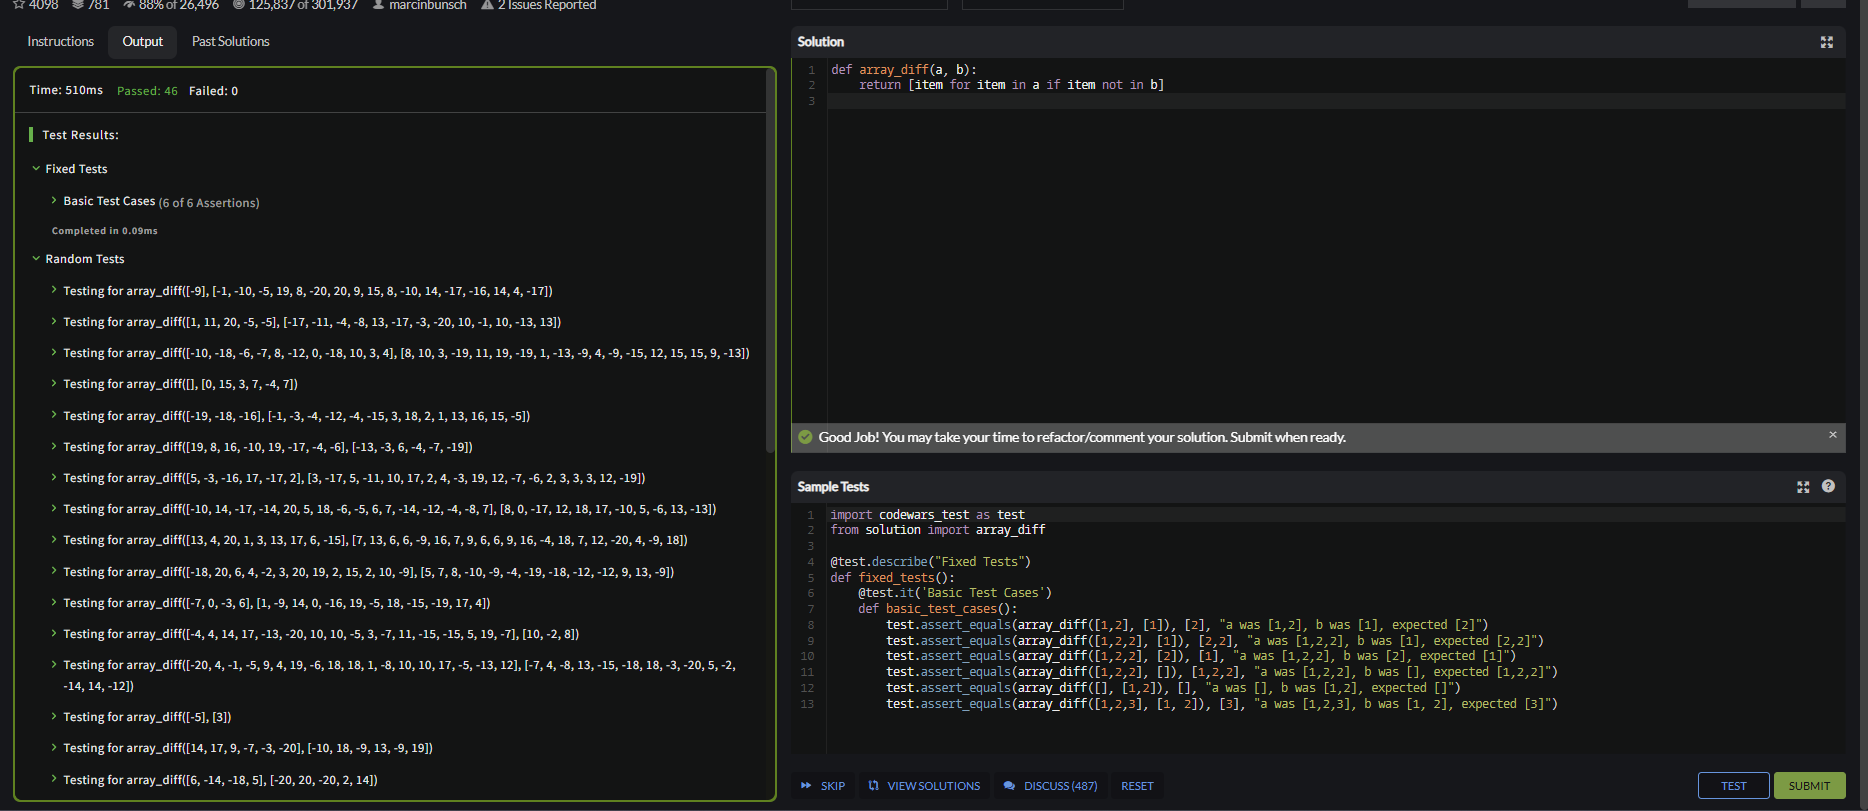 4098 781 88% of 26,496 125,837 of 301,937 marcinbunsch 2 Issues Reported
Instructions Output Past Solutions
Time: 510ms Passed: 46 Failed: 0
Test Results:
Fixed Tests
Basic Test Cases (6 of 6 Assertions)
Completed in 0.09ms
Random Tests
Testing for array_diff([-9], [-1, -10, -5, 19, 8, -20, 20, 9, 15, 8, -10, 14, -17, -16, 14, 4, -17])
Testing for array_diff([1, 11, 20, -5, -5], [-17, -11, -4, -8, 13, -17, -3, -20, 10, -1, 10, -13, 13])
Testing for array_diff([-10, -18, -6, -7, 8, -12, 0, -18, 10, 3, 4], [8, 10, 3, -19, 11, 19, -19, 1, -13, -9, 4, -9, -15, 12, 15, 15, 9, -13])
Testing for array_diff([], [0, 15, 3, 7, -4, 7])
Testing for array_diff([-19, -18, -16], [-1, -3, -4, -12, -4, -15, 3, 18, 2, 1, 13, 16, 15, -5])
Testing for array_diff([19, 8, 16, -10, 19, -17, -4, -6], [-13, -3, 6, -4, -7, -19])
Testing for array_diff([5, -3, -16, 17, -17, 2], [3, -17, 5, -11, 10, 17, 2, 4, -3, 19, 12, -7, -6, 2, 3, 3, 3, 12, -19])
Testing for array_diff([-10, 14, -17, -14, 20, 5, 18, -6, -5, 6, 7, -14, -12, -4, -8, 7], [8, 0, -17, 12, 18, 17, -10, 5, -6, 13, -13])
Testing for array_diff([13, 4, 20, 1, 3, 13, 17, 6, -15], [7, 13, 6, 6, -9, 16, 7, 9, 6, 6, 9, 16, -4, 18, 7, 12, -20, 4, -9, 18])
Testing for array_diff([-18, 20, 6, 4, -2, 3, 20, 19, 2, 15, 2, 10, -9], [5, 7, 8, -10, -9, -4, -19, -18, -12, -12, 9, 13, -9])
Testing for array_diff([-7, 0, -3, 6], [1, -9, 14, 0, -16, 19, -5, 18, -15, -19, 17, 4])
Testing for array_diff([-4, 4, 14, 17, -13, -20, 10, 10, -5, 3, -7, 11, -15, -15, 5, 19, -7], [10, -2, 8])
Testing for array_diff([-20, 4, -1, -5, 9, 4, 19, -6, 18, 18, 1, -8, 10, 10, 17, -5, -13, 12], [-7, 4, -8, 13, -15, -18, 18, -3, -20, 5, -2,
-14, 14, -12])
Testing for array_diff([-5], [3])
Testing for array_diff([14, 17, 9, -7, -3, -20], [-10, 18, -9, 13, -9, 19])
Testing for array_diff([6, -14, -18, 5], [-20, 20, -20, 2, 14])
Solution
1 def array_diff(a, b):
2 return [item for item in a if item not in b]
3
Good Job! You may take your time to refactor/comment your solution. Submit when ready.
Sample Tests
1 import codewars_test as test
2 from solution import array_diff
3
4 @test.describe("Fixed Tests")
5 def fixed_tests():
6 @test.it('Basic Test Cases')
7 def basic_test_cases():
8 test.assert_equals(array_diff([1,2], [1]), [2], "a was [1,2], b was [1], expected [2]")
9 test.assert_equals(array_diff([1,2,2], [1]), [2,2], "a was [1,2,2], b was [1], expected [2,2]")
10 test.assert_equals(array_diff([1,2,2], [2]), [1], "a was [1,2,2], b was [2], expected [1]")
11 test.assert_equals(array_diff([1,2,2], []), [1,2,2], "a was [1,2,2], b was [], expected [1,2,2]")
12 test.assert_equals(array_diff([], [1,2]), [], "a was [], b was [1,2], expected []")
13 test.assert_equals(array_diff([1,2,3], [1, 2]), [3], "a was [1,2,3], b was [1, 2], expected [3]")
SKIP VIEW SOLUTIONS DISCUSS (487) RESET TEST SUBMIT